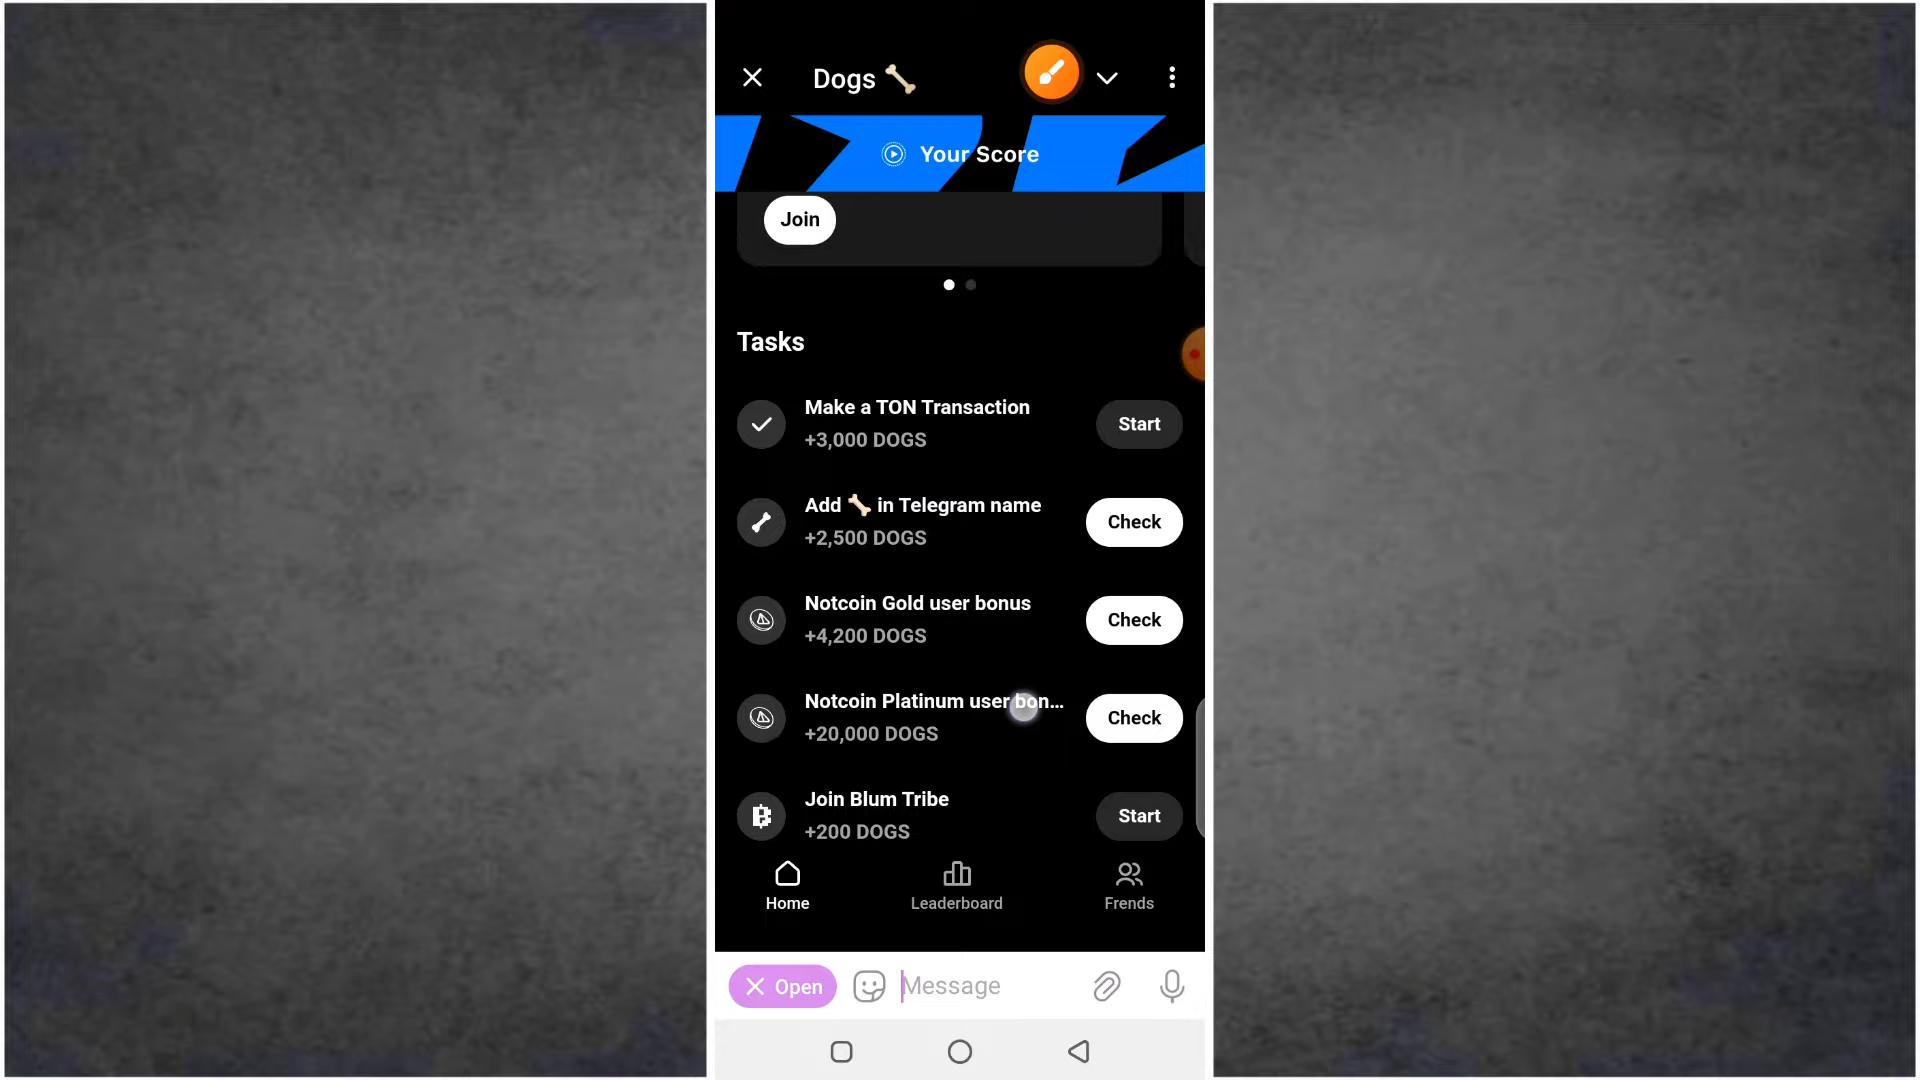 Dogs 🦴
Your Score
Join
Tasks
Make a TON Transaction
+3,000 DOGS
Start
Add 🦴 in Telegram name
+2,500 DOGS
Check
Notcoin Gold user bonus
+4,200 DOGS
Check
Notcoin Platinum user bon...
+20,000 DOGS
Check
Join Blum Tribe
+200 DOGS
Start
Home
Leaderboard
Frends
Open
Message